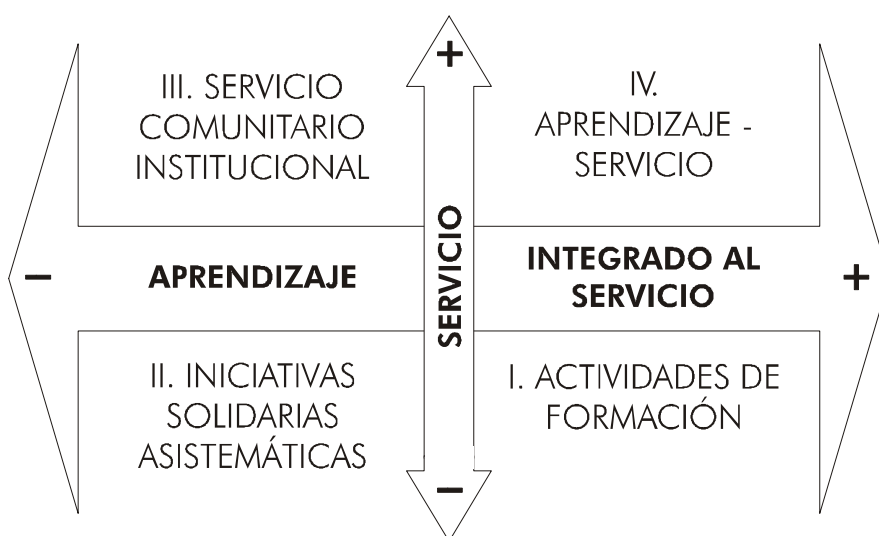 +
III. SERVICIO
COMUNITARIO
INSTITUCIONAL
IV.
APRENDIZAJE -
SERVICIO
SERVICIO
–
APRENDIZAJE
INTEGRADO AL
SERVICIO
+
II. INICIATIVAS
SOLIDARIAS
ASISTEMÁTICAS
I. ACTIVIDADES DE
FORMACIÓN
–